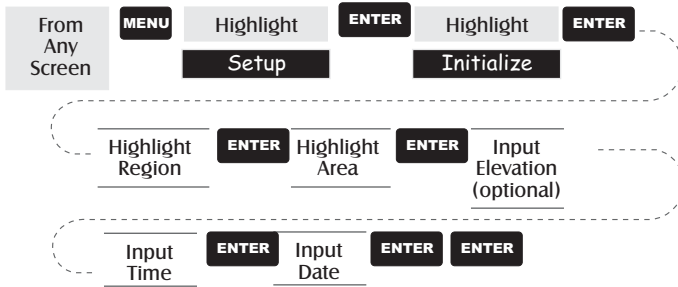 From
Any
Screen
MENU
Highlight
Setup
ENTER
Highlight
Initialize
ENTER
Highlight
Region
ENTER
Highlight
Area
ENTER
Input
Elevation
(optional)
Input
Time
ENTER
Input
Date
ENTER
ENTER